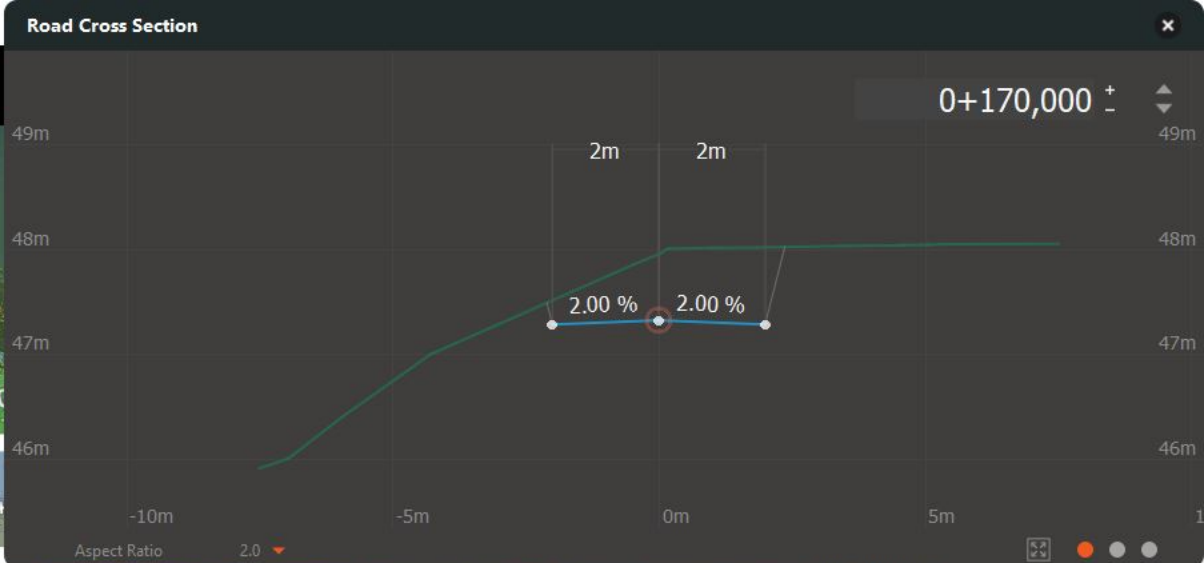 Road Cross Section
0+170,000 + -
49m 49m
2m 2m
48m 48m
2.00 % 2.00 %
47m 47m
46m 46m
-10m -5m 0m 5m 1
Aspect Ratio 2.0